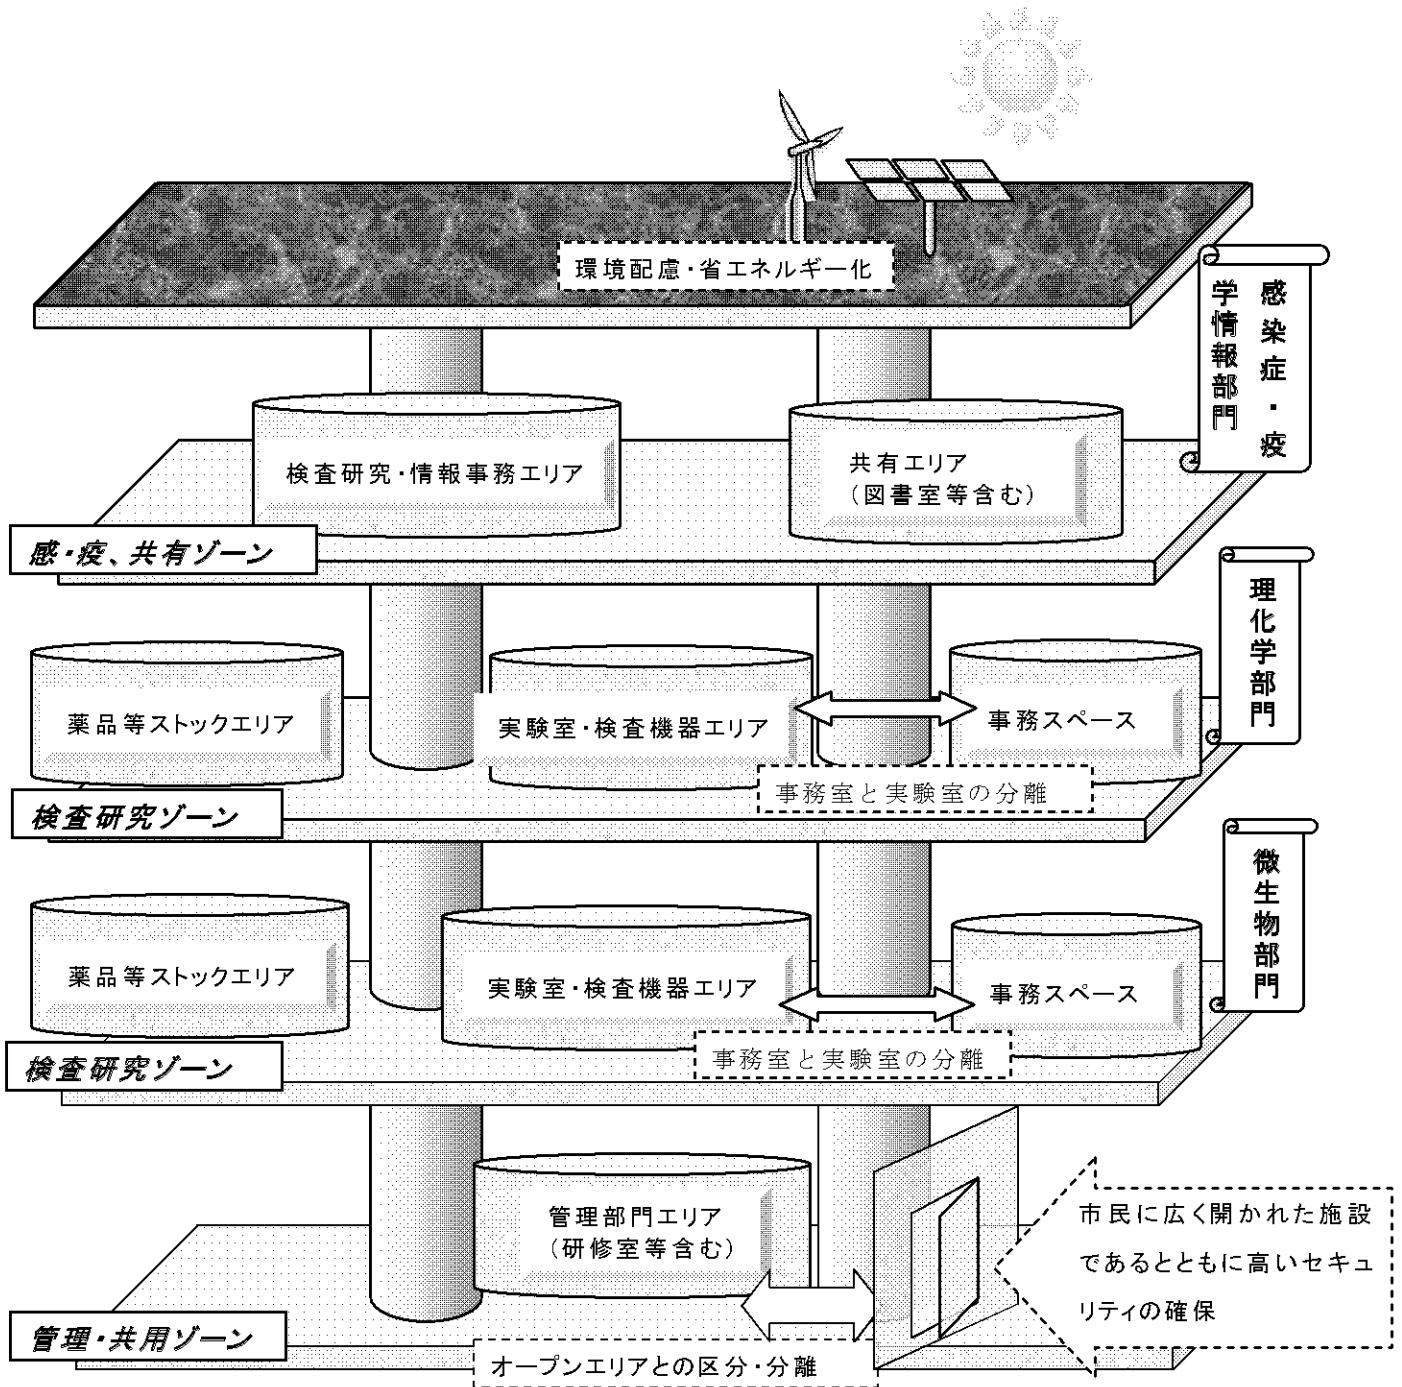 環境配慮・省エネルギー化
感染症・疫
学情報部門
検査研究・情報事務エリア
共有エリア
（図書室等含む）
感・疫、共有ゾーン
理化学部門
薬品等ストックエリア
実験室・検査機器エリア
事務スペース
事務室と実験室の分離
検査研究ゾーン
微生物部門
薬品等ストックエリア
実験室・検査機器エリア
事務スペース
事務室と実験室の分離
検査研究ゾーン
管理部門エリア
（研修室等含む）
市民に広く開かれた施設
であるとともに高いセキュ
リティの確保
管理・共用ゾーン
オープンエリアとの区分・分離